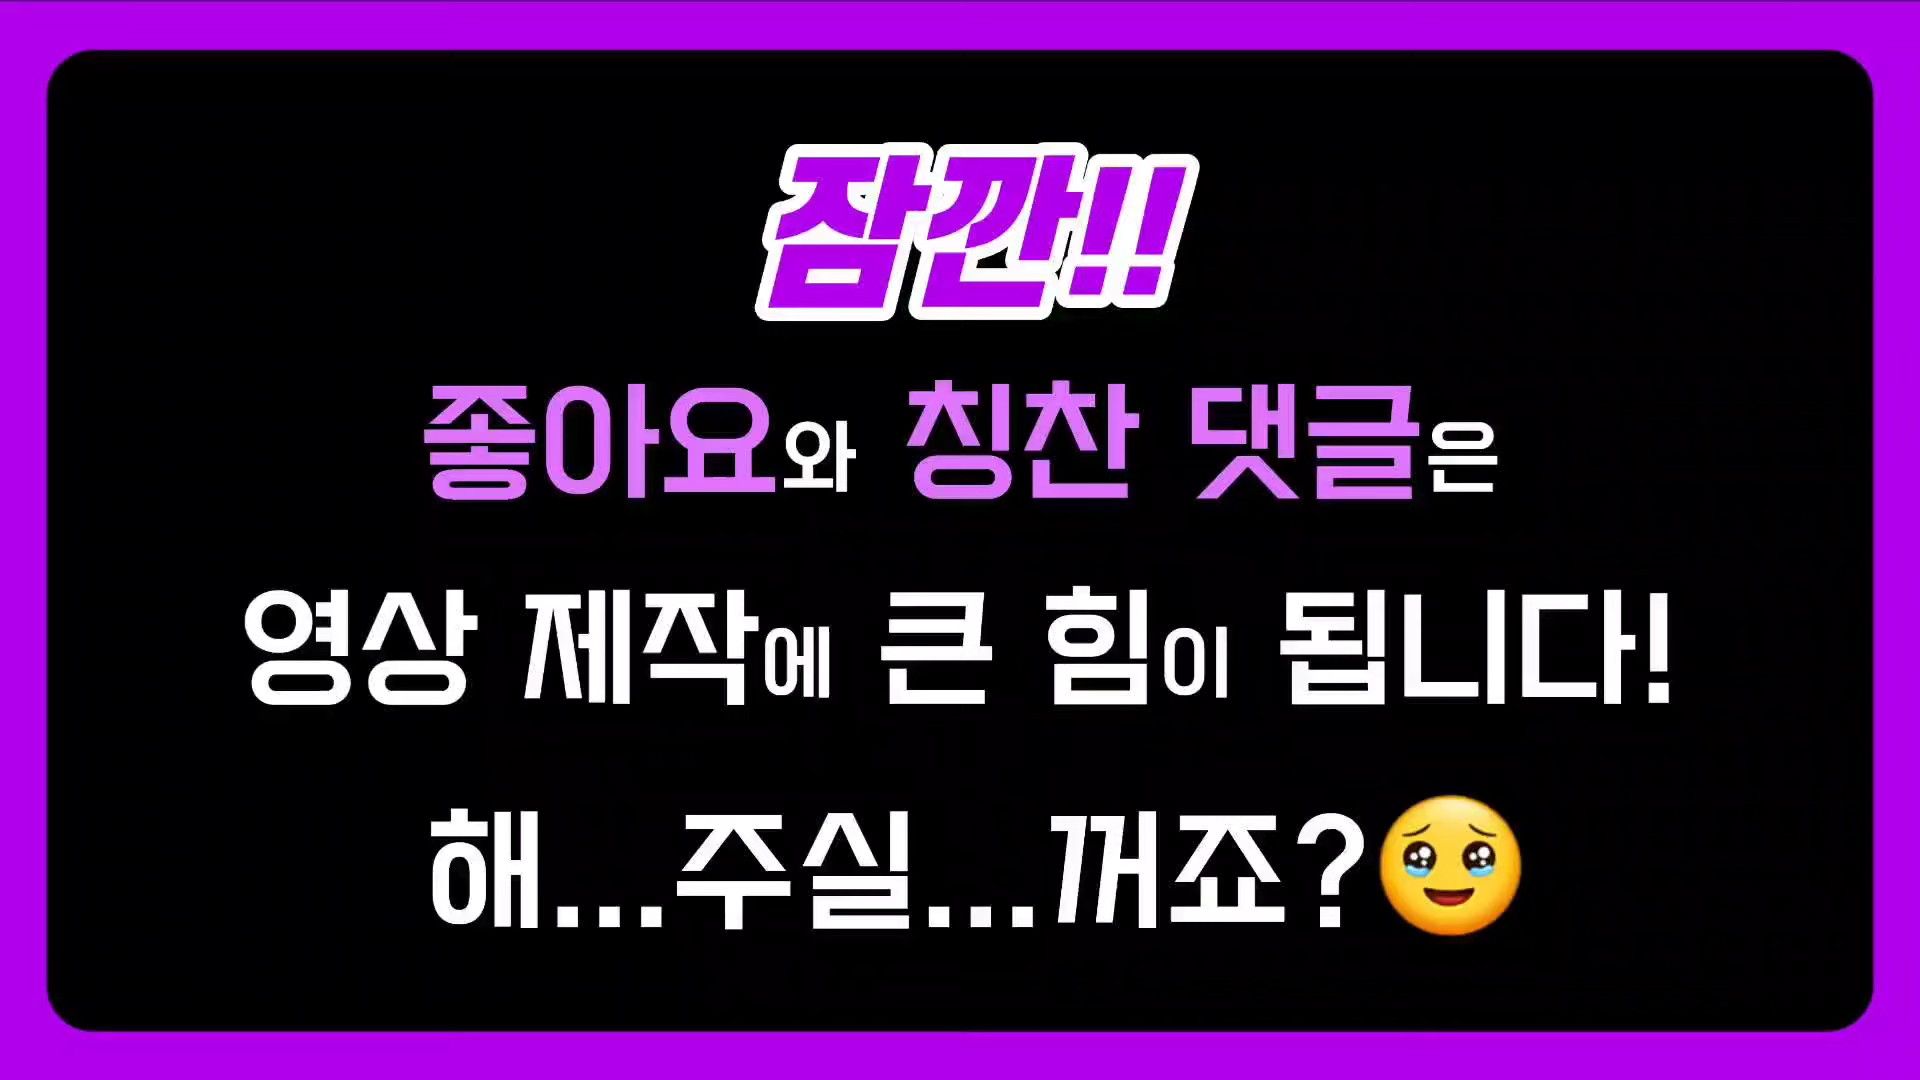 잠깐!!
좋아요와 칭찬 댓글은
영상 제작에 큰 힘이 됩니다!
해...주실...꺼죠?🥹